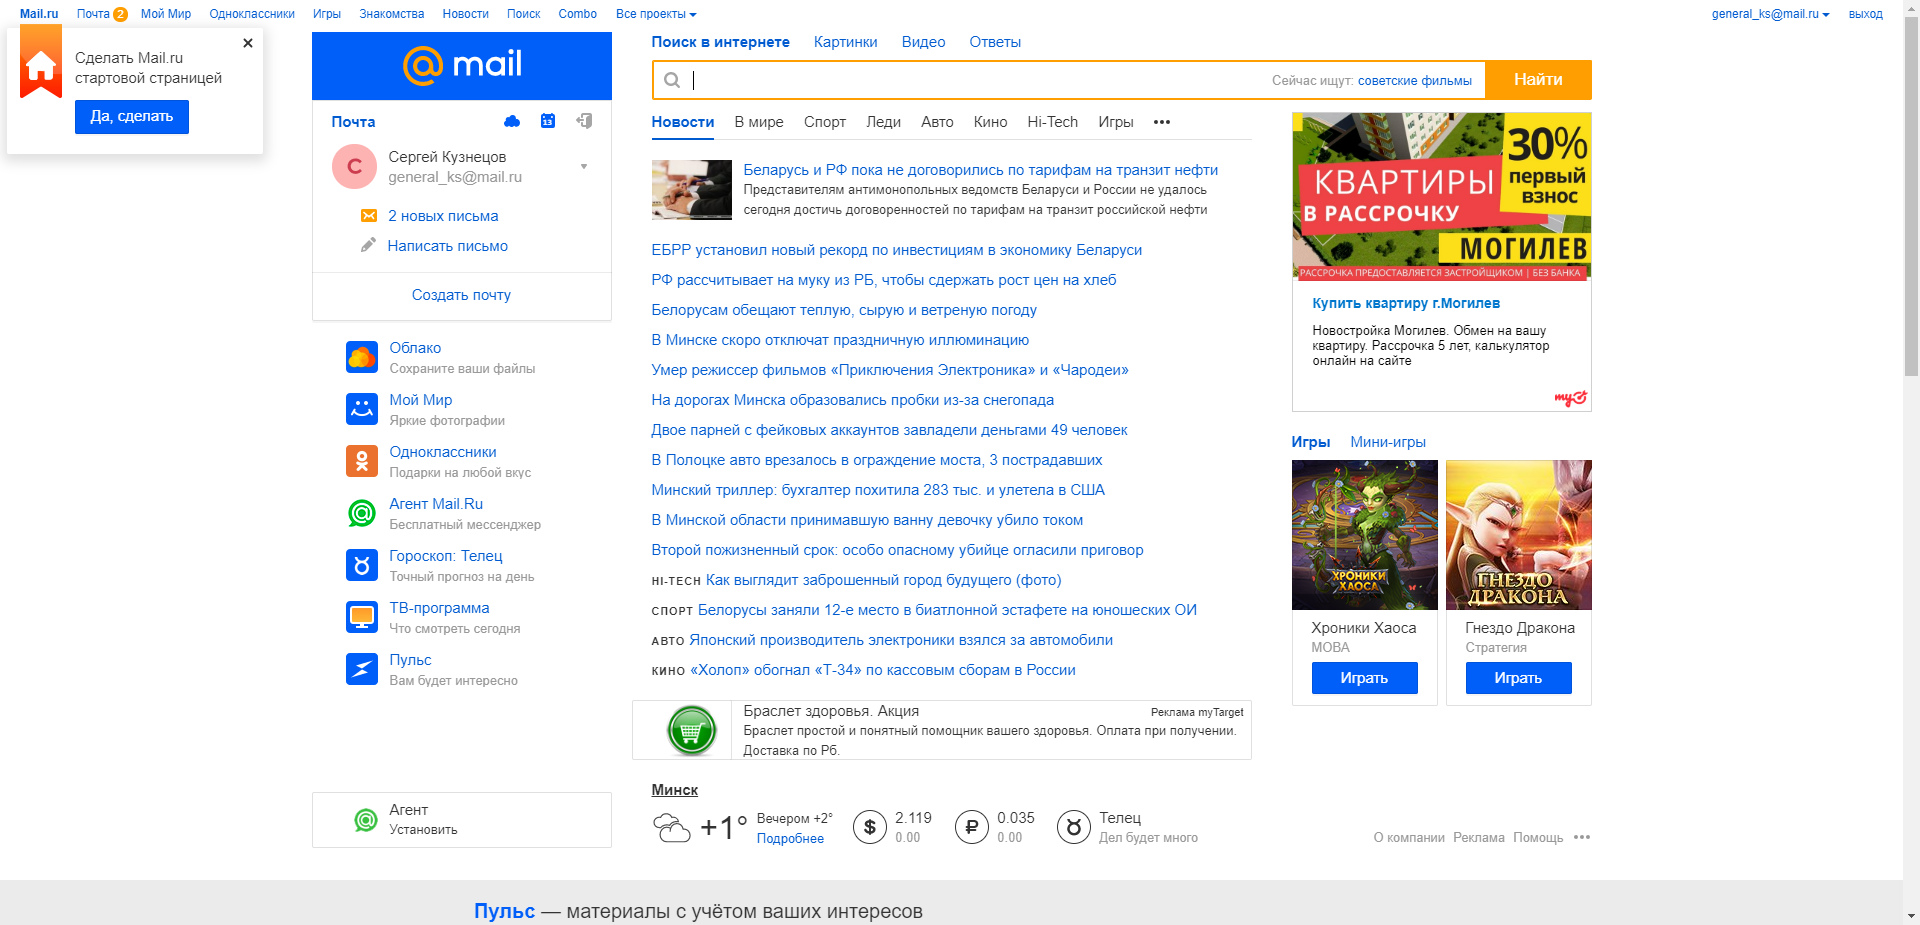 Mail.ru Почта 2 Мой Мир Одноклассники Игры Знакомства Новости Поиск Combo Все проекты
general_ks@mail.ru выход
Сделать Mail.ru
стартовой страницей
Да, сделать
@mail
Почта
13
С
Сергей Кузнецов
general_ks@mail.ru
2 новых письма
Написать письмо
Создать почту
Облако
Сохраните ваши файлы
Мой Мир
Яркие фотографии
Одноклассники
Подарки на любой вкус
Агент Mail.Ru
Бесплатный мессенджер
Гороскоп: Телец
Точный прогноз на день
ТВ-программа
Что смотреть сегодня
Пульс
Вам будет интересно
Агент
Установить
Поиск в интернете Картинки Видео Ответы
Сейчас ищут: советские фильмы
Найти
Новости В мире Спорт Леди Авто Кино Hi-Tech Игры •••
Беларусь и РФ пока не договорились по тарифам на транзит нефти
Представителям антимонопольных ведомств Беларуси и России не удалось
сегодня достичь договоренностей по тарифам на транзит российской нефти
ЕБРР установил новый рекорд по инвестициям в экономику Беларуси
РФ рассчитывает на муку из РБ, чтобы сдержать рост цен на хлеб
Белорусам обещают теплую, сырую и ветреную погоду
В Минске скоро отключат праздничную иллюминацию
Умер режиссер фильмов «Приключения Электроника» и «Чародеи»
На дорогах Минска образовались пробки из-за снегопада
Двое парней с фейковых аккаунтов завладели деньгами 49 человек
В Полоцке авто врезалось в ограждение моста, 3 пострадавших
Минский триллер: бухгалтер похитила 283 тыс. и улетела в США
В Минской области принимавшую ванну девочку убило током
Второй пожизненный срок: особо опасному убийце огласили приговор
HI-TECH Как выглядит заброшенный город будущего (фото)
СПОРТ Белорусы заняли 12-е место в биатлонной эстафете на юношеских ОИ
АВТО Японский производитель электроники взялся за автомобили
КИНО «Холоп» обогнал «Т-34» по кассовым сборам в России
Браслет здоровья. Акция
Реклама myTarget
Браслет простой и понятный помощник вашего здоровья. Оплата при получении.
Доставка по Рб.
Минск
+1° Вечером +2°
Подробнее
$ 2.119
0.00
₽ 0.035
0.00
Телец
Дел будет много
30%
первый
взнос
КВАРТИРЫ
В РАССРОЧКУ
МОГИЛЕВ
РАССРОЧКА ПРЕДОСТАВЛЯЕТСЯ ЗАСТРОЙЩИКОМ | БЕЗ БАНКА
Купить квартиру г.Могилев
Новостройка Могилев. Обмен на вашу
квартиру. Рассрочка 5 лет, калькулятор
онлайн на сайте
my
Игры Мини-игры
ХРОНИКИ
ХАОСА
Хроники Хаоса
MOBA
Играть
ГНЕЗДО
ДРАКОНА
Гнездо Дракона
Стратегия
Играть
О компании Реклама Помощь •••
Пульс — материалы с учётом ваших интересов